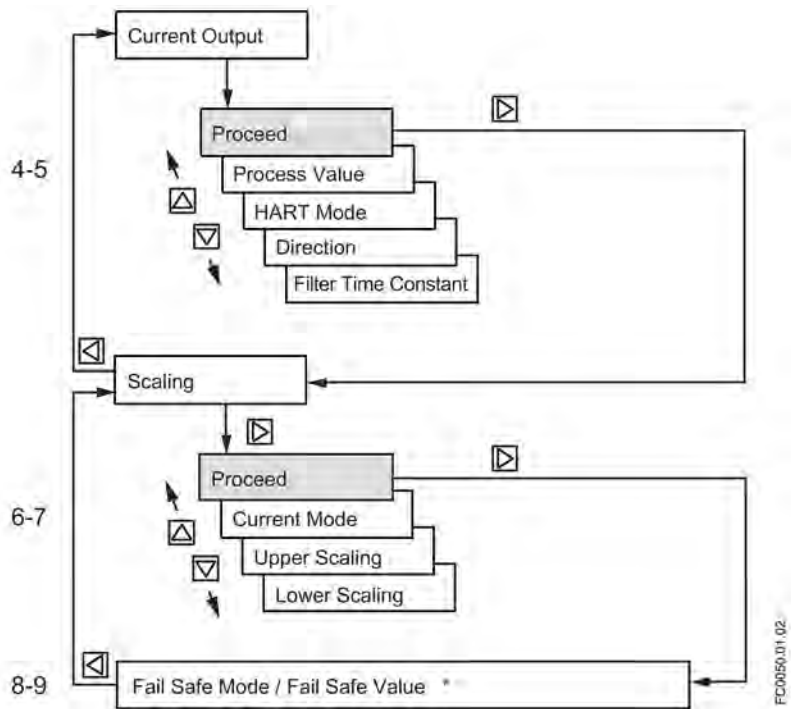 Current Output
Proceed
4-5
Process Value
HART Mode
Direction
Filter Time Constant
Scaling
Proceed
6-7
Current Mode
Upper Scaling
Lower Scaling
8-9
Fail Safe Mode / Fail Safe Value *
FC0050.01.02